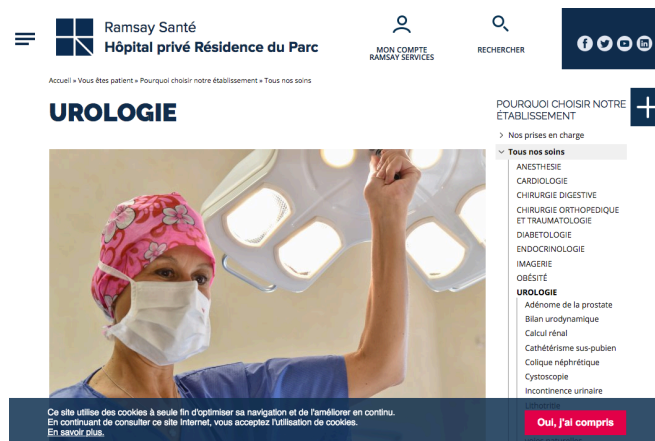 Ramsay Santé
Hôpital privé Résidence du Parc
MON COMPTE
RAMSAY SERVICES
RECHERCHER
Accueil » Vous êtes patient » Pourquoi choisir notre établissement » Tous nos soins
UROLOGIE
POURQUOI CHOISIR NOTRE
ÉTABLISSEMENT
Nos prises en charge
Tous nos soins
ANESTHESIE
CARDIOLOGIE
CHIRURGIE DIGESTIVE
CHIRURGIE ORTHOPEDIQUE
ET TRAUMATOLOGIE
DIABETOLOGIE
ENDOCRINOLOGIE
IMAGERIE
OBÉSITÉ
UROLOGIE
Adénome de la prostate
Bilan urodynamique
Calcul rénal
Cathétérisme sus-pubien
Colique néphrétique
Cystoscopie
Incontinence urinaire
Ce site utilise des cookies à seule fin d'optimiser sa navigation et de l'améliorer en continu.
En continuant de consulter ce site Internet, vous acceptez l'utilisation de cookies.
En savoir plus.
Oui, j'ai compris